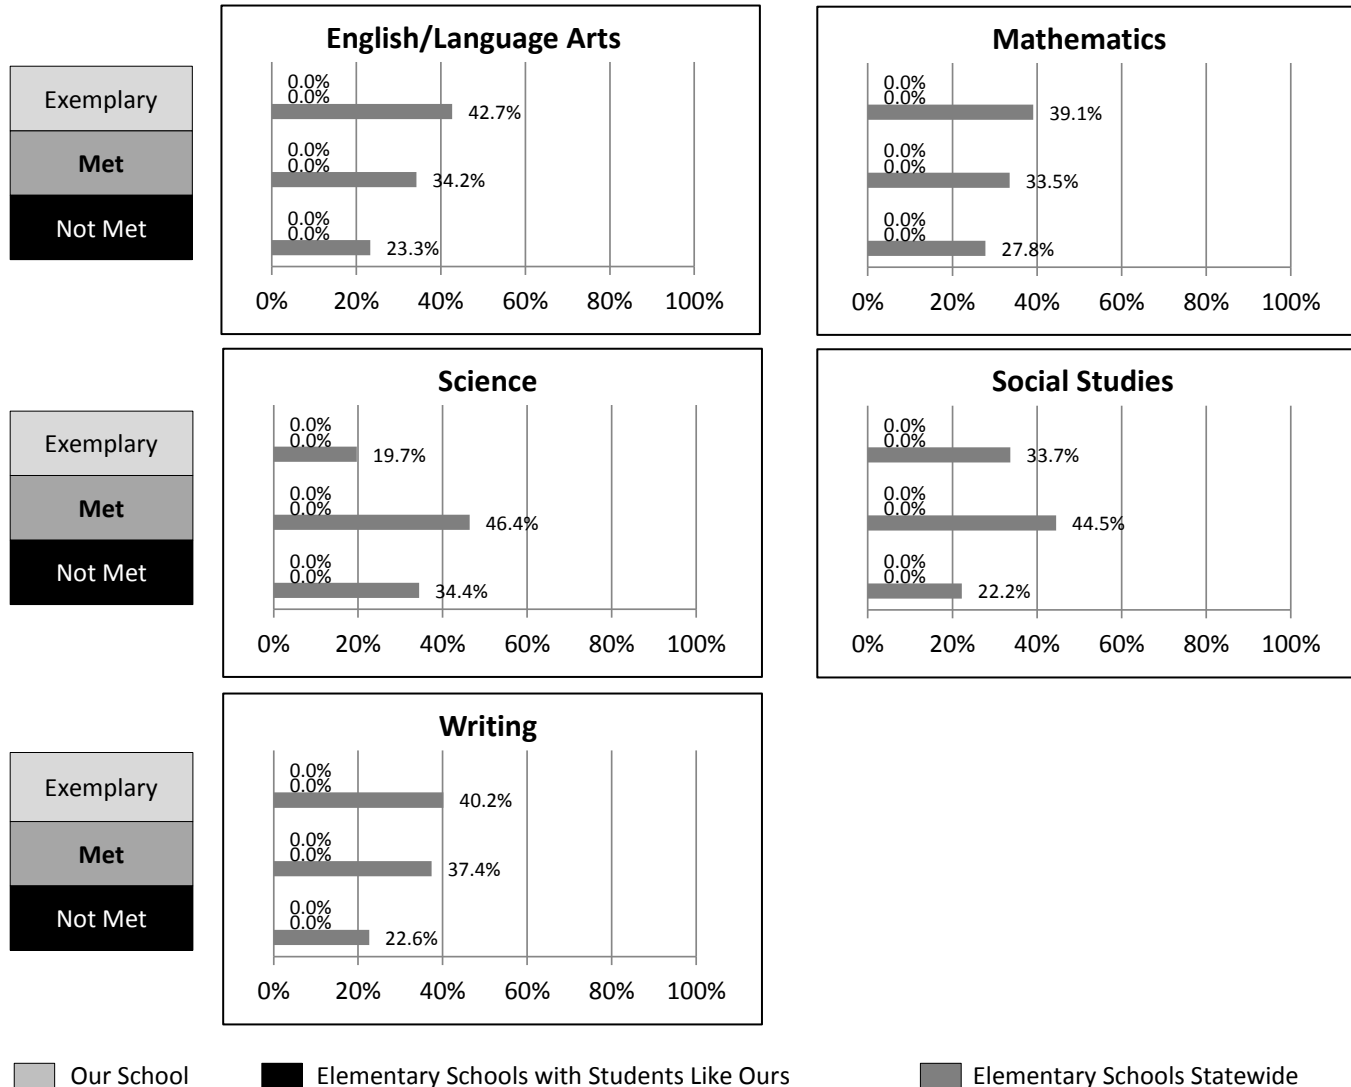 English/Language Arts
Exemplary
Met
Not Met
0.0%
0.0%
42.7%
0.0%
0.0%
34.2%
0.0%
0.0%
23.3%
0% 20% 40% 60% 80% 100%
Mathematics
0.0%
0.0%
39.1%
0.0%
0.0%
33.5%
0.0%
0.0%
27.8%
0% 20% 40% 60% 80% 100%
Science
Exemplary
Met
Not Met
0.0%
0.0%
19.7%
0.0%
0.0%
46.4%
0.0%
0.0%
34.4%
0% 20% 40% 60% 80% 100%
Social Studies
0.0%
0.0%
33.7%
0.0%
0.0%
44.5%
0.0%
0.0%
22.2%
0% 20% 40% 60% 80% 100%
Writing
Exemplary
Met
Not Met
0.0%
0.0%
40.2%
0.0%
0.0%
37.4%
0.0%
0.0%
22.6%
0% 20% 40% 60% 80% 100%
Our School Elementary Schools with Students Like Ours Elementary Schools Statewide